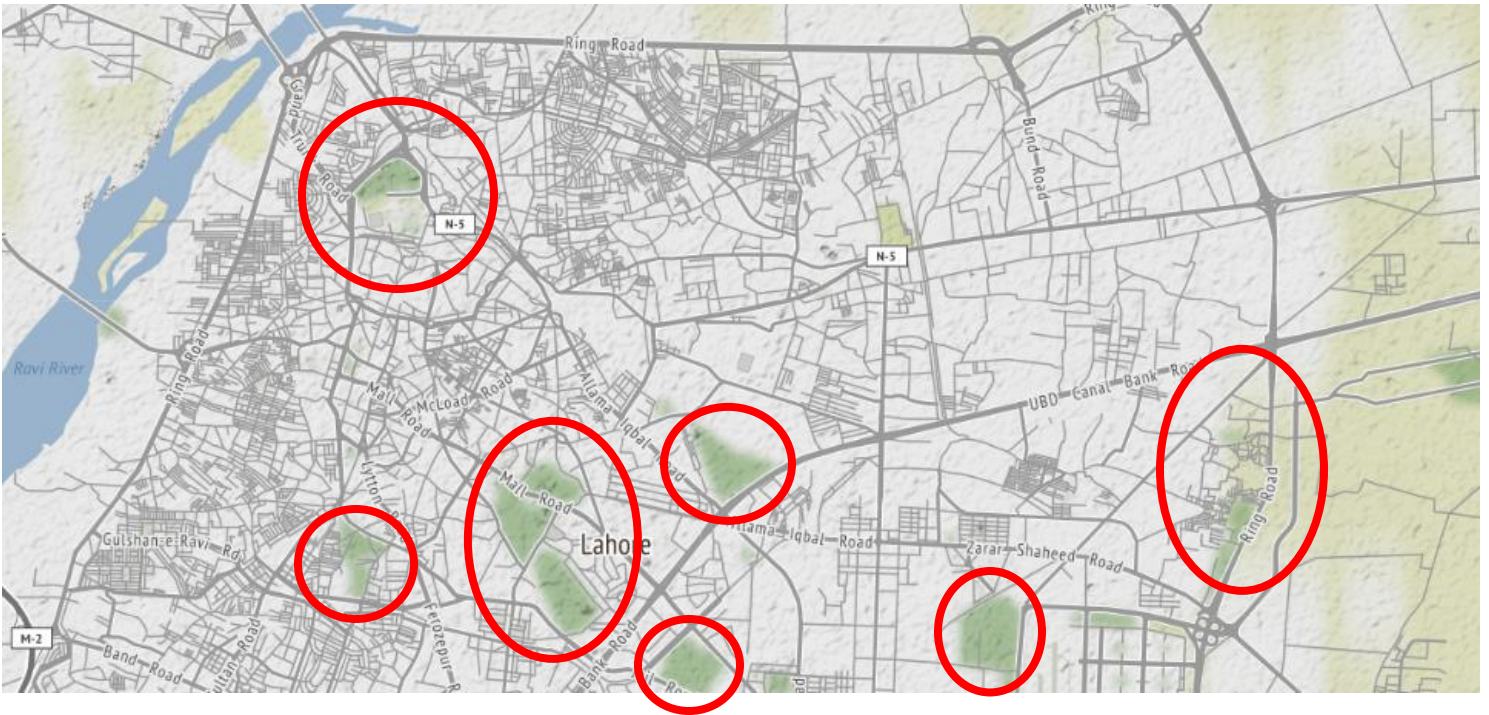 Ring Road
Ring
Grand Trunk Road
Bund Road
N-5
N-5
Ravi River
Ring Road
Mall Road
McLoad Road
Allama Iqbal Road
UBD Canal Bank Road
Lytton
Mall Road
Ring Road
Gulshan-e-Ravi Rd
Lahore
Allama Iqbal Road
Zarar Shaheed Road
M-2
Band Road
Ferozepur
Bank Road